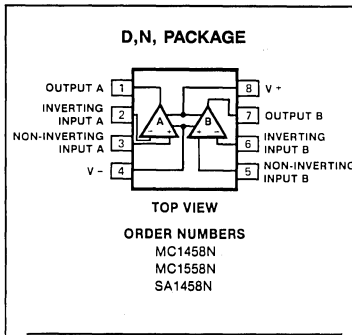 D,N, PACKAGE
OUTPUT A 1
8 V+
INVERTING
INPUT A 2
7 OUTPUT B
NON-INVERTING
INPUT A 3
6 INVERTING
INPUT B
V- 4
5 NON-INVERTING
INPUT B
A
B
- +
+ -
TOP VIEW
ORDER NUMBERS
MC1458N
MC1558N
SA1458N